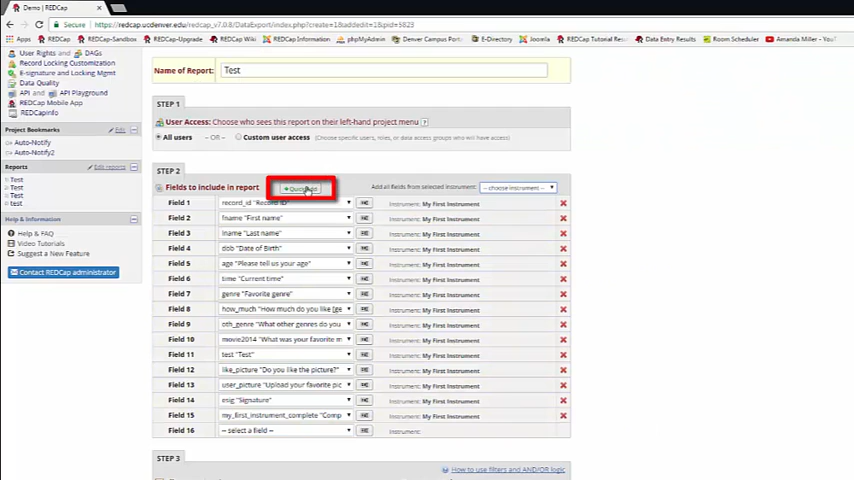 Demo | REDCap
Secure https://redcap.ucdenver.edu/redcap_v7.0.8/DataExport/index.php?create=1&addedit=1&pid=5823
Apps REDCap REDCap-Sandbox REDCap-Upgrade REDCap Wiki REDCap Information phpMyAdmin Denver Campus Port E-Directory Joomla REDCap Tutorial Resu Data Entry Results Room Scheduler Amanda Miller - You
User Rights and DAGs
Record Locking Customization
E-signature and Locking Mgmt
Data Quality
API and API Playground
REDCap Mobile App
REDCapinfo
Project Bookmarks Edit
Auto-Notify
Auto-Notify2
Reports Edit reports
Test
Test
Test
test
Help & Information
Help & FAQ
Video Tutorials
Suggest a New Feature
Contact REDCap administrator
Name of Report: Test
STEP 1
User Access: Choose who sees this report on their left-hand project menu ?
All users -- OR -- Custom user access (Choose specific users, roles, or data access groups who will have access)
STEP 2
Fields to include in report Add all fields from selected instrument: -- choose instrument --
Field 1 record_id "Record ID" Instrument: My First Instrument
Field 2 fname "First name" Instrument: My First Instrument
Field 3 lname "Last name" Instrument: My First Instrument
Field 4 dob "Date of Birth" Instrument: My First Instrument
Field 5 age "Please tell us your age" Instrument: My First Instrument
Field 6 time "Current time" Instrument: My First Instrument
Field 7 genre "Favorite genre" Instrument: My First Instrument
Field 8 how_much "How much do you like [ge Instrument: My First Instrument
Field 9 oth_genre "What other genres do you Instrument: My First Instrument
Field 10 movie2014 "What was your favorite m Instrument: My First Instrument
Field 11 test "Test" Instrument: My First Instrument
Field 12 like_picture "Do you like the picture?" Instrument: My First Instrument
Field 13 user_picture "Upload your favorite pic Instrument: My First Instrument
Field 14 esig "Signature" Instrument: My First Instrument
Field 15 my_first_instrument_complete "Comp Instrument: My First Instrument
Field 16 -- select a field -- Instrument:
STEP 3
How to use filters and AND/OR logic